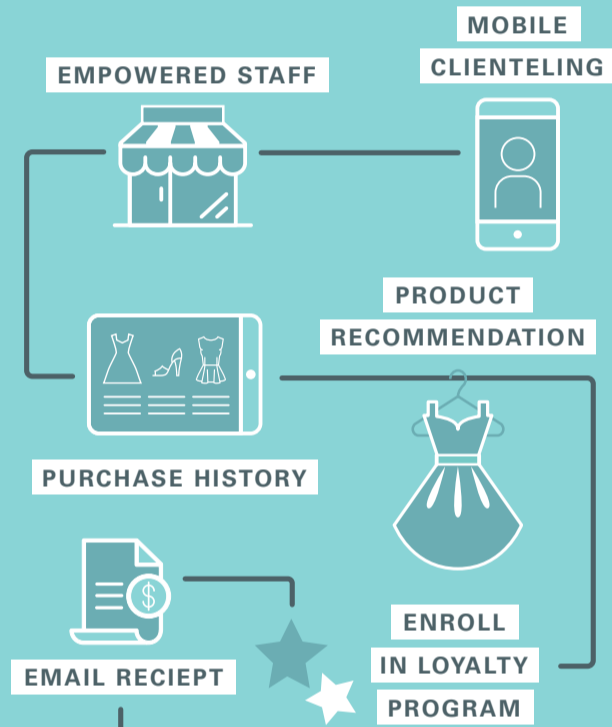 MOBILE
CLIENTELING
EMPOWERED STAFF
PRODUCT
RECOMMENDATION
PURCHASE HISTORY
$
ENROLL
IN LOYALTY
PROGRAM
EMAIL RECIEPT